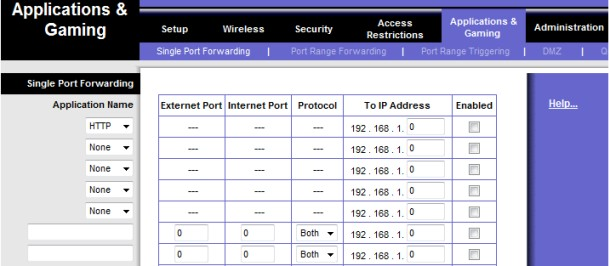 Applications &
Gaming
Setup Wireless Security Access Restrictions Applications & Gaming Administration
Single Port Forwarding | Port Range Forwarding | Port Range Triggering | DMZ |
Single Port Forwarding
Application Name
External Port Internet Port Protocol To IP Address Enabled
Help...
HTTP --- --- --- 192 . 168 . 1. 0
None --- --- --- 192 . 168 . 1. 0
None --- --- --- 192 . 168 . 1. 0
None --- --- --- 192 . 168 . 1. 0
None --- --- --- 192 . 168 . 1. 0
0 0 Both 192 . 168 . 1. 0
0 0 Both 192 . 168 . 1. 0